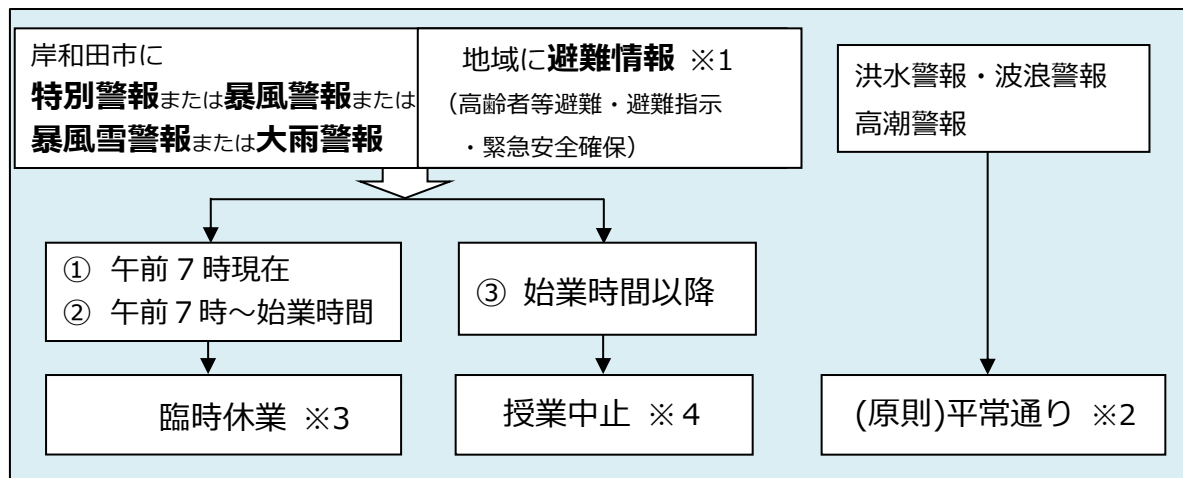 岸和田市に
特別警報または暴風警報または
暴風雪警報または大雨警報
地域に避難情報 ※1
(高齢者等避難・避難指示
・緊急安全確保)
洪水警報・波浪警報
高潮警報
① 午前7時現在
② 午前7時～始業時間
③ 始業時間以降
臨時休業 ※3
授業中止 ※4
(原則)平常通り ※2